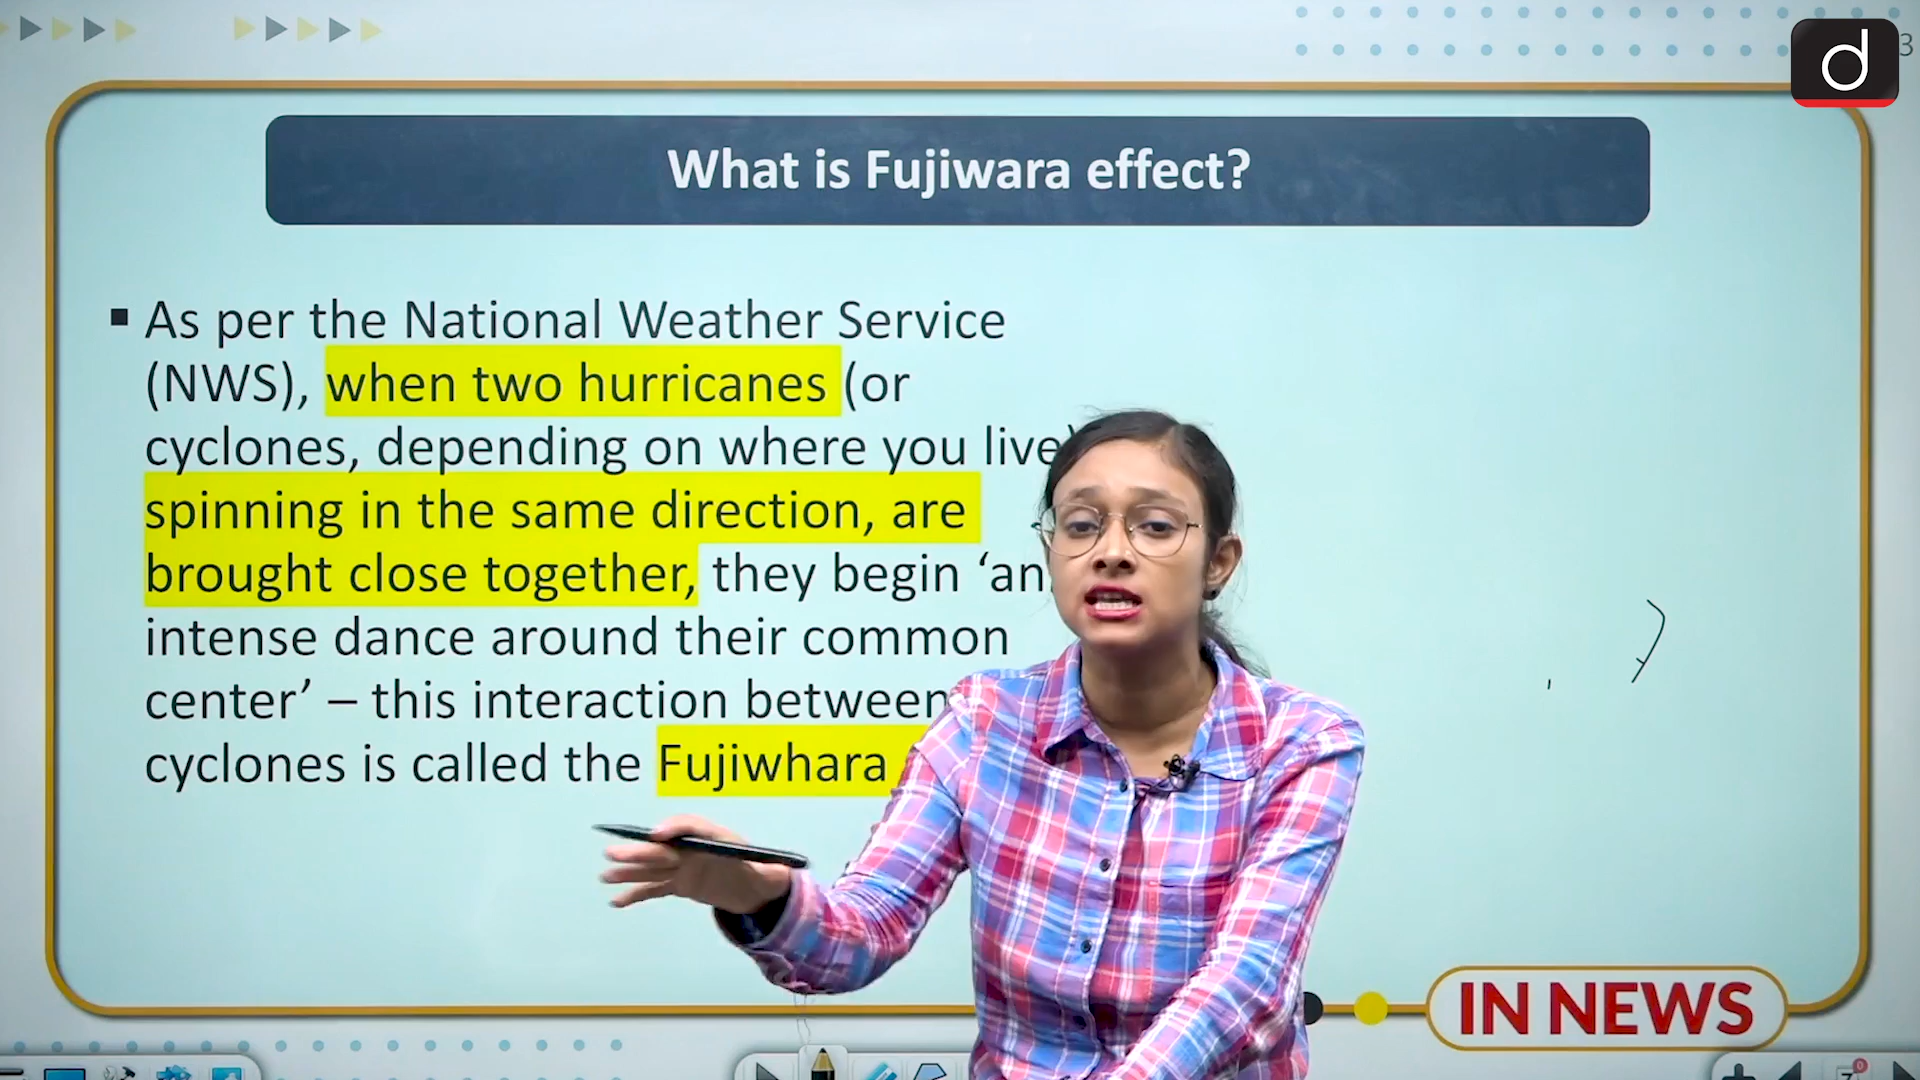 d
3
What is Fujiwara effect?
As per the National Weather Service
(NWS), when two hurricanes (or
cyclones, depending on where you live)
spinning in the same direction, are
brought close together, they begin ‘an
intense dance around their common
center’ – this interaction between
cyclones is called the Fujiwhara
IN NEWS